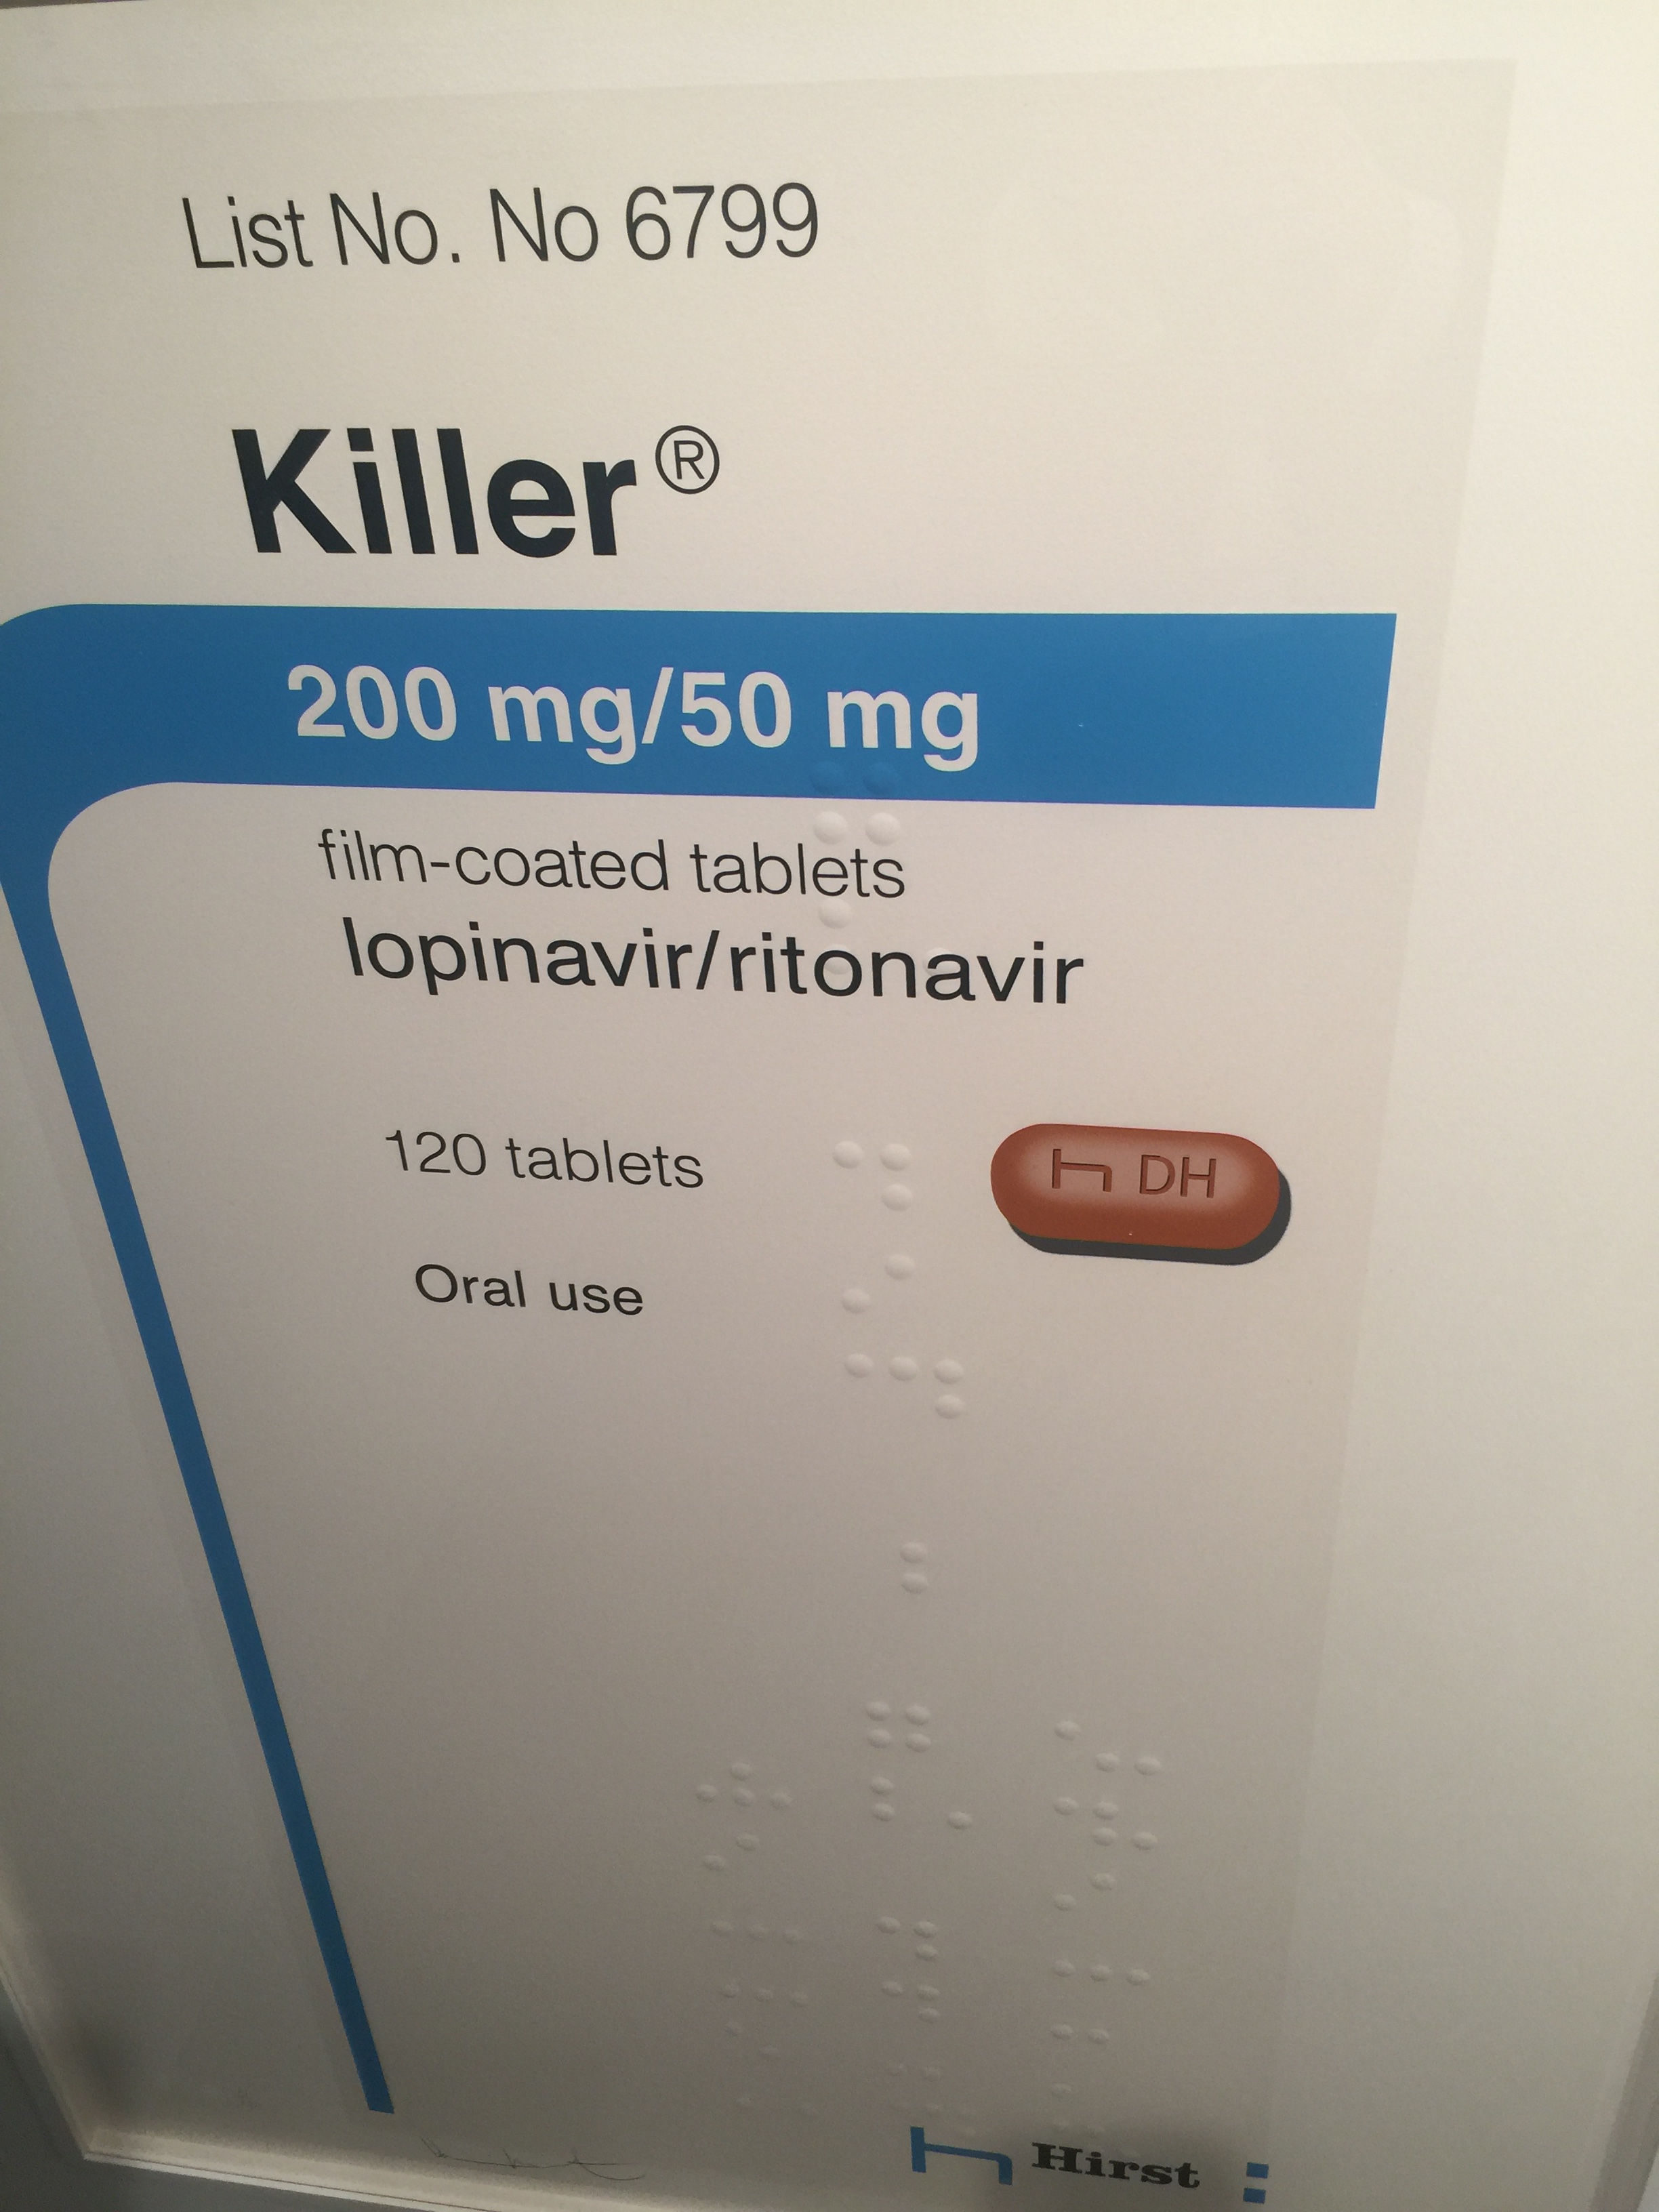 List No. No 6799
Killer®
200 mg/50 mg
film-coated tablets
lopinavir/ritonavir
120 tablets
DH
Oral use
Hirst